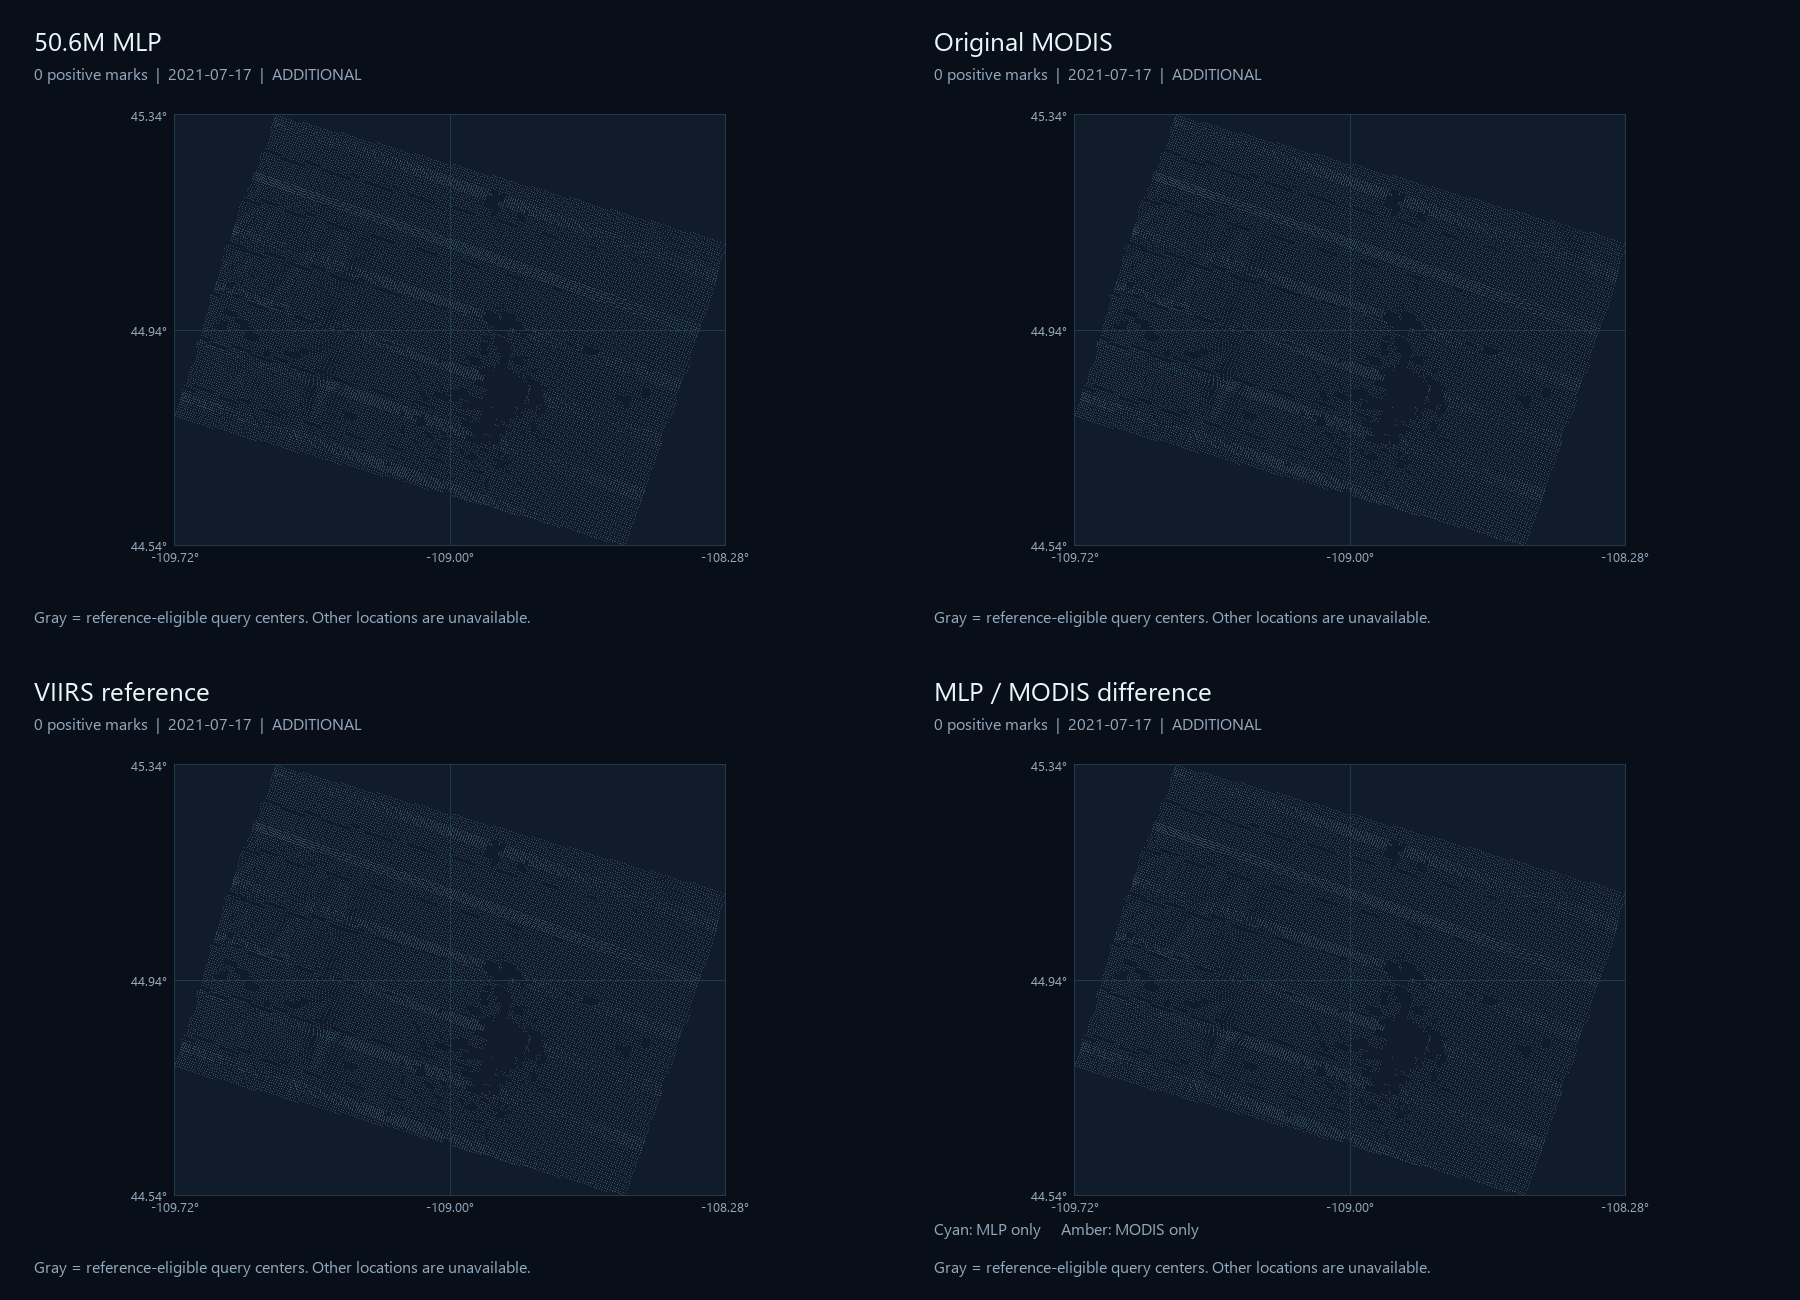 50.6M MLP
0 positive marks | 2021-07-17 | ADDITIONAL
45.34°
44.94°
44.54°
-109.72°
-109.00°
-108.28°
Gray = reference-eligible query centers. Other locations are unavailable.
Original MODIS
0 positive marks | 2021-07-17 | ADDITIONAL
45.34°
44.94°
44.54°
-109.72°
-109.00°
-108.28°
Gray = reference-eligible query centers. Other locations are unavailable.
VIIRS reference
0 positive marks | 2021-07-17 | ADDITIONAL
45.34°
44.94°
44.54°
-109.72°
-109.00°
-108.28°
Gray = reference-eligible query centers. Other locations are unavailable.
MLP / MODIS difference
0 positive marks | 2021-07-17 | ADDITIONAL
45.34°
44.94°
44.54°
-109.72°
-109.00°
-108.28°
Cyan: MLP only Amber: MODIS only
Gray = reference-eligible query centers. Other locations are unavailable.